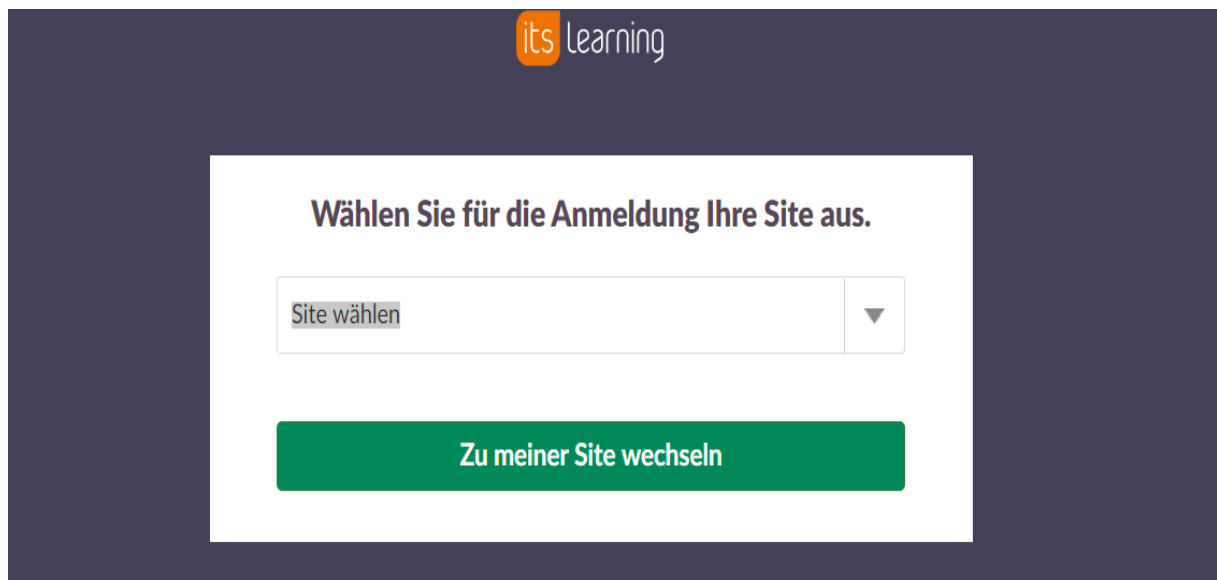 its learning
Wählen Sie für die Anmeldung Ihre Site aus.
Site wählen
Zu meiner Site wechseln